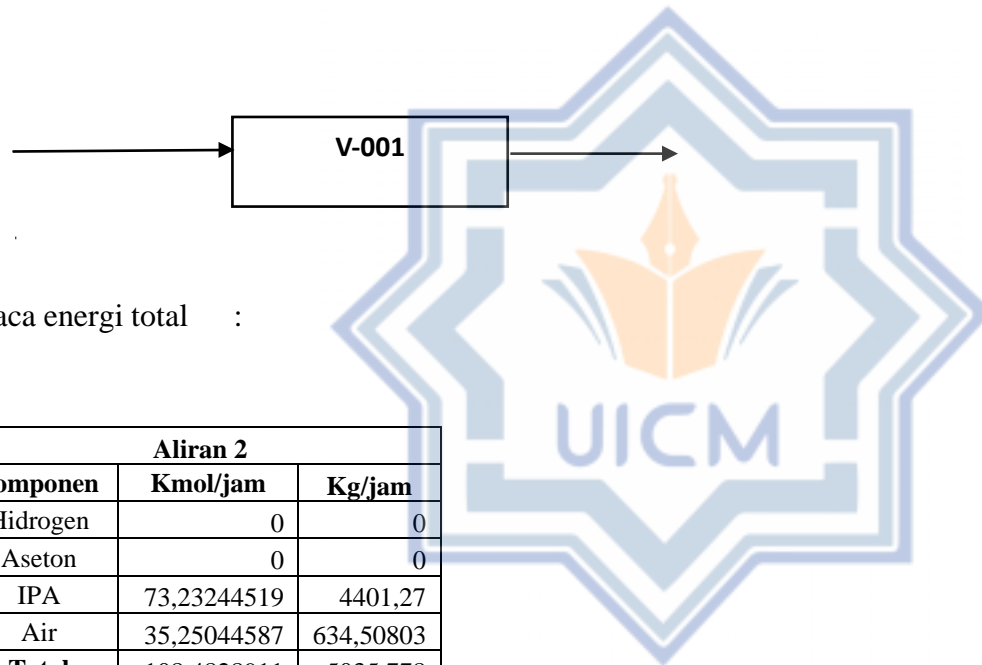 V-001
aca energi total :
UICM
Aliran 2
omponen Kmol/jam Kg/jam
Hidrogen 0 0
Aseton 0 0
IPA 73,23244519 4401,27
Air 35,25044587 634,50803